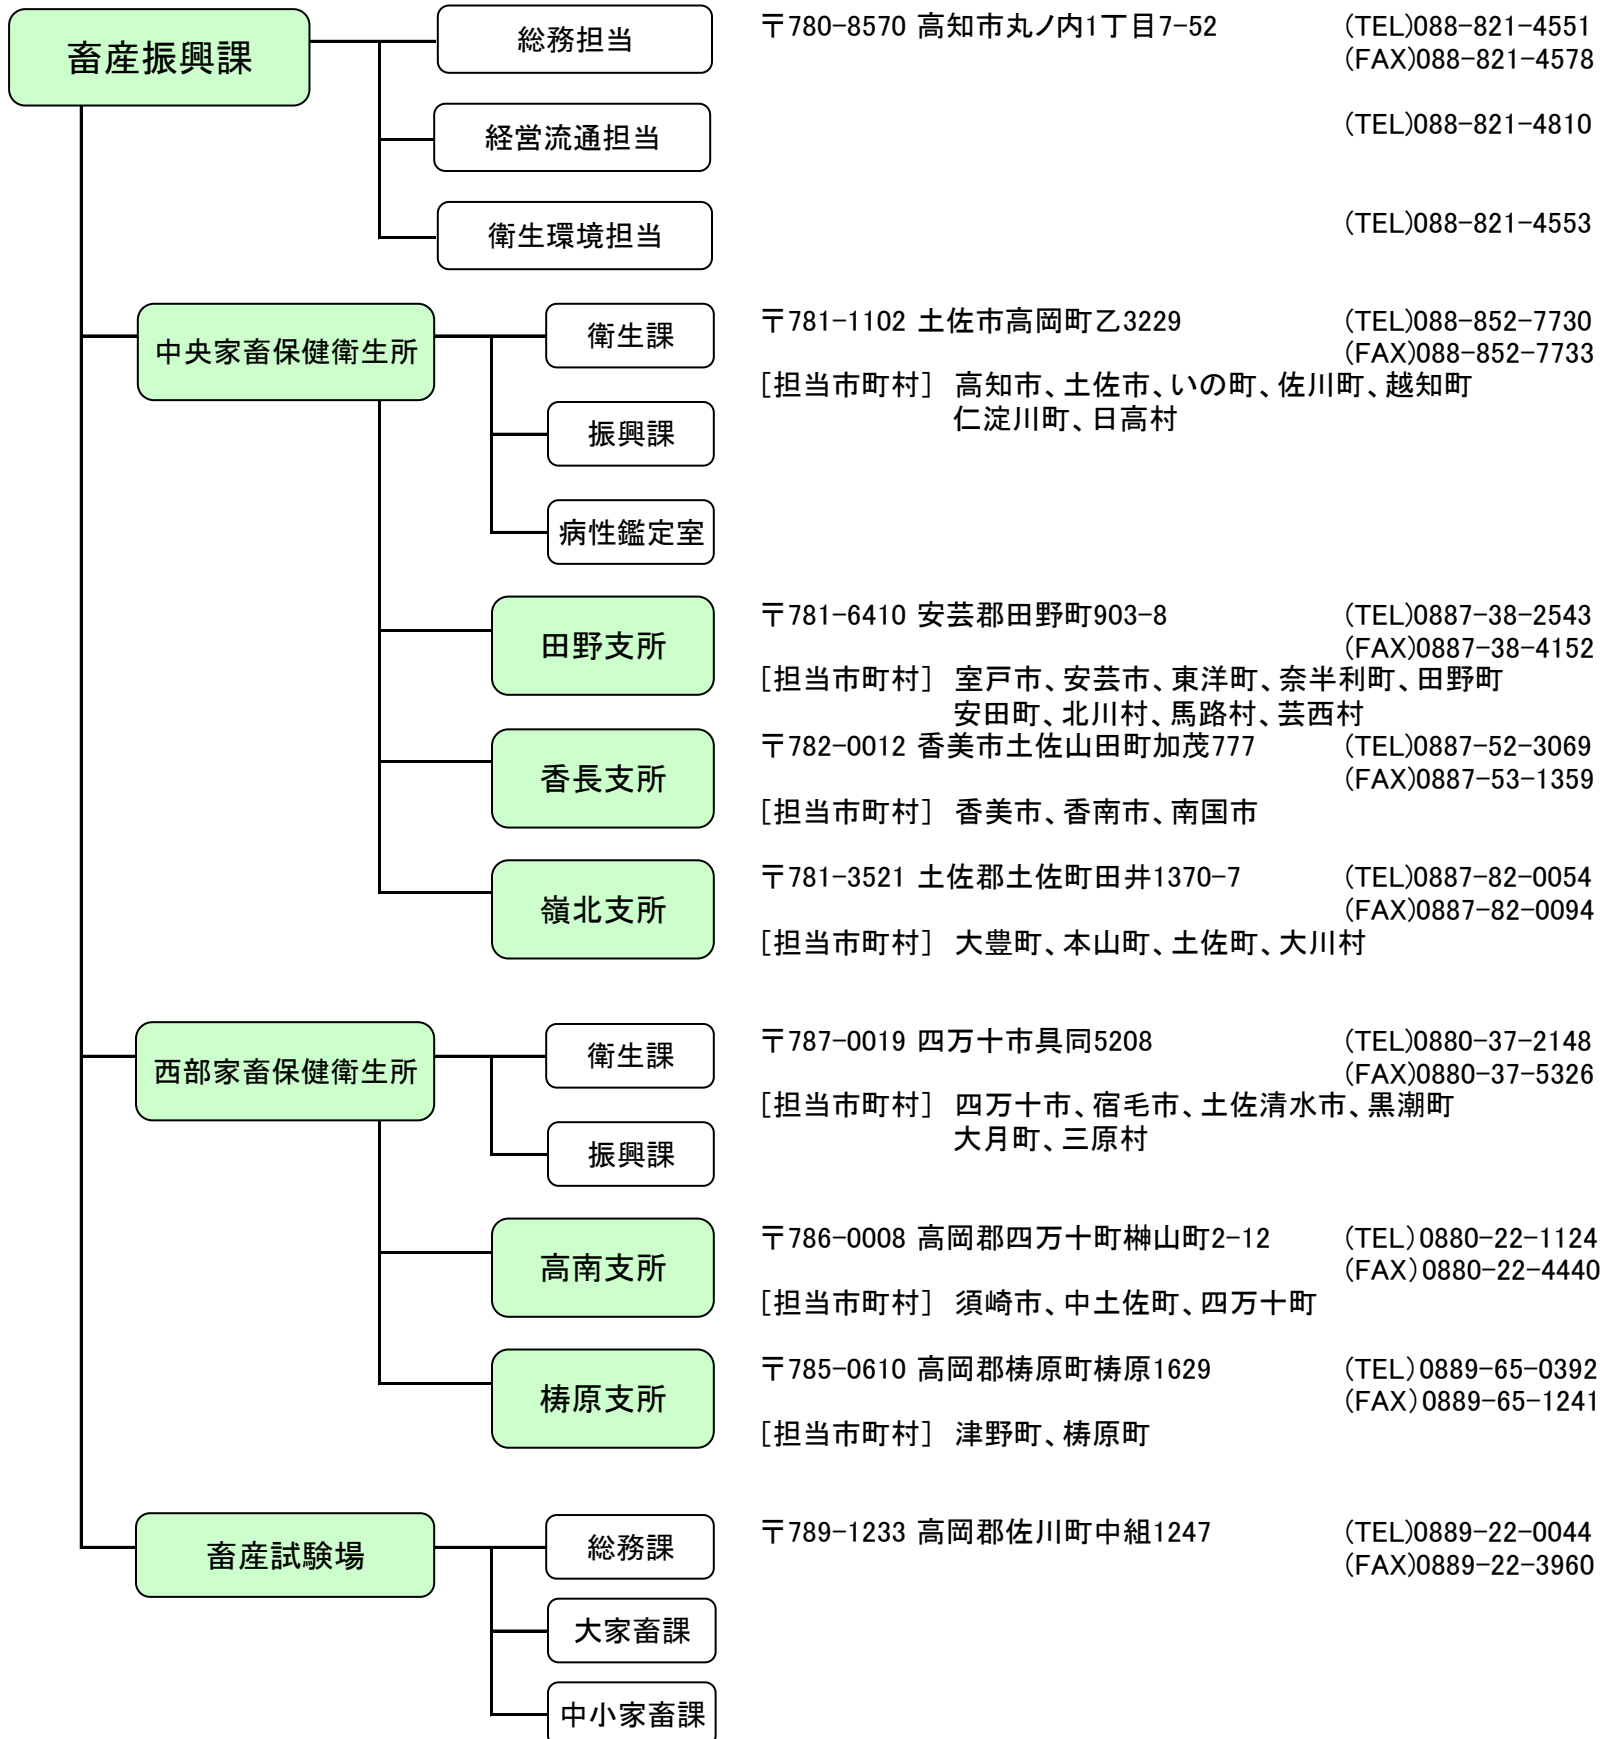 畜産振興課
総務担当
〒780-8570 高知市丸ノ内1丁目7-52 (TEL)088-821-4551
(FAX)088-821-4578
経営流通担当
(TEL)088-821-4810
衛生環境担当
(TEL)088-821-4553
中央家畜保健衛生所
衛生課
〒781-1102 土佐市高岡町乙3229 (TEL)088-852-7730
(FAX)088-852-7733
[担当市町村] 高知市、土佐市、いの町、佐川町、越知町
仁淀川町、日高村
振興課
病性鑑定室
田野支所
〒781-6410 安芸郡田野町903-8 (TEL)0887-38-2543
(FAX)0887-38-4152
[担当市町村] 室戸市、安芸市、東洋町、奈半利町、田野町
安田町、北川村、馬路村、芸西村
香長支所
〒782-0012 香美市土佐山田町加茂777 (TEL)0887-52-3069
(FAX)0887-53-1359
[担当市町村] 香美市、香南市、南国市
嶺北支所
〒781-3521 土佐郡土佐町田井1370-7 (TEL)0887-82-0054
(FAX)0887-82-0094
[担当市町村] 大豊町、本山町、土佐町、大川村
西部家畜保健衛生所
衛生課
〒787-0019 四万十市具同5208 (TEL)0880-37-2148
(FAX)0880-37-5326
[担当市町村] 四万十市、宿毛市、土佐清水市、黒潮町
大月町、三原村
振興課
高南支所
〒786-0008 高岡郡四万十町榊山町2-12 (TEL)0880-22-1124
(FAX)0880-22-4440
[担当市町村] 須崎市、中土佐町、四万十町
梼原支所
〒785-0610 高岡郡梼原町梼原1629 (TEL)0889-65-0392
(FAX)0889-65-1241
[担当市町村] 津野町、梼原町
畜産試験場
総務課
〒789-1233 高岡郡佐川町中組1247 (TEL)0889-22-0044
(FAX)0889-22-3960
大家畜課
中小家畜課